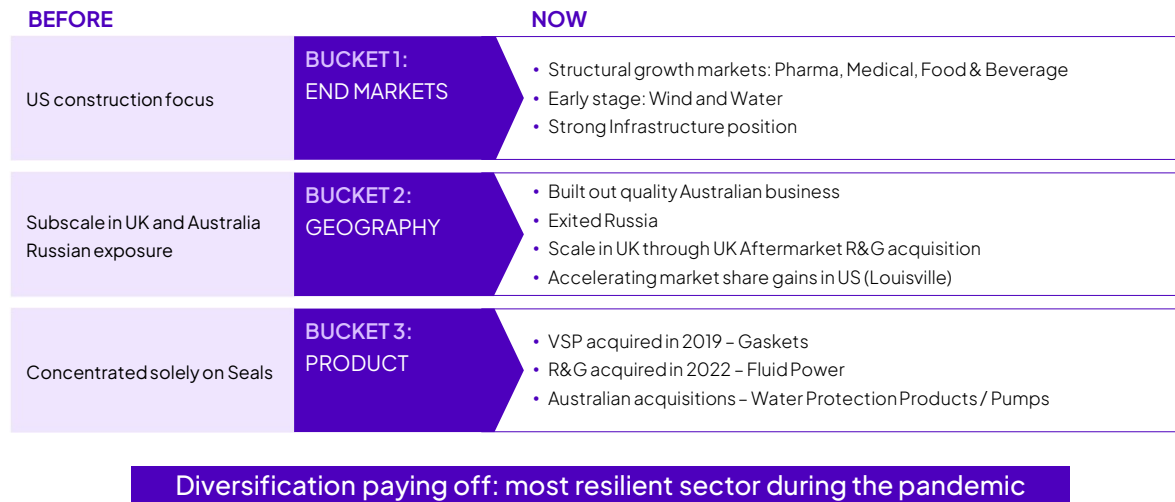 BEFORE
NOW
US construction focus
BUCKET 1:
END MARKETS
• Structural growth markets: Pharma, Medical, Food & Beverage
• Early stage: Wind and Water
• Strong Infrastructure position
Subscale in UK and Australia
Russian exposure
BUCKET 2:
GEOGRAPHY
• Built out quality Australian business
• Exited Russia
• Scale in UK through UK Aftermarket R&G acquisition
• Accelerating market share gains in US (Louisville)
Concentrated solely on Seals
BUCKET 3:
PRODUCT
• VSP acquired in 2019 – Gaskets
• R&G acquired in 2022 – Fluid Power
• Australian acquisitions – Water Protection Products / Pumps
Diversification paying off: most resilient sector during the pandemic